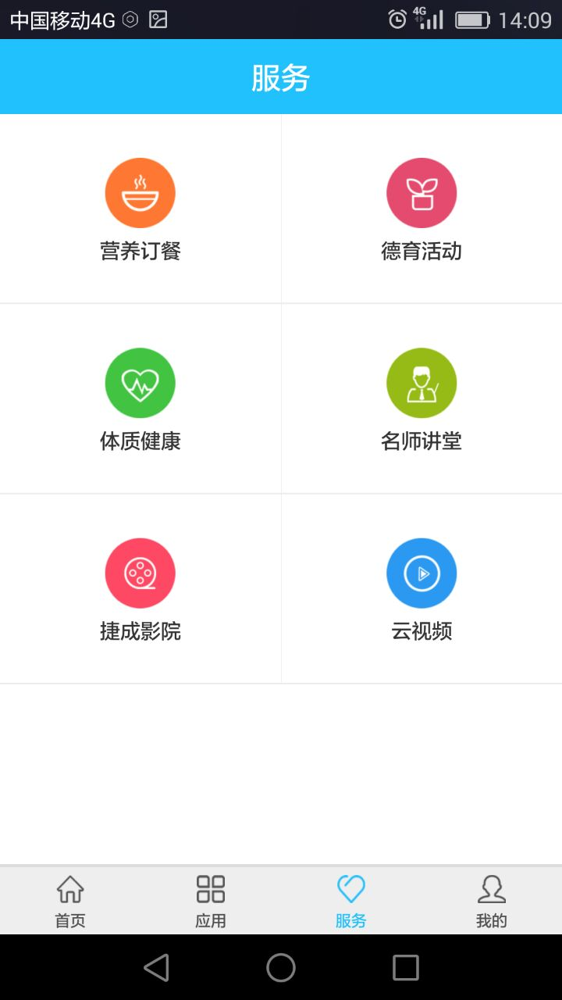 中国移动4G 4G 14:09
服务
营养订餐 德育活动
体质健康 名师讲堂
捷成影院 云视频
首页 应用 服务 我的